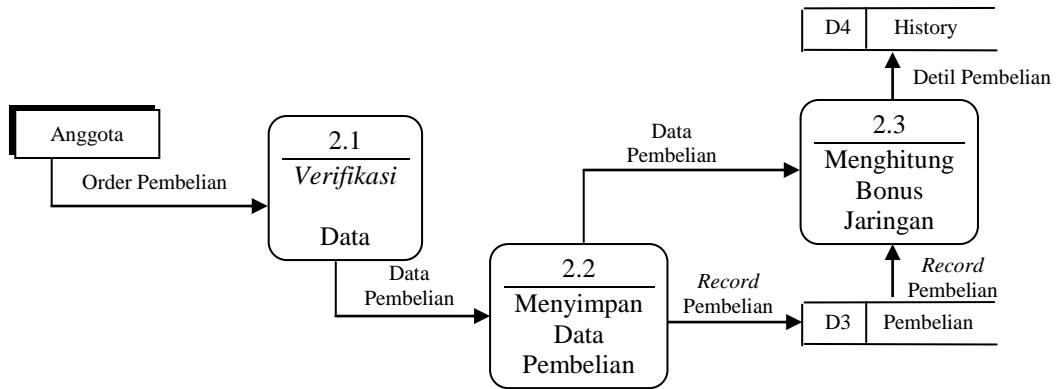 D4
History
Detil Pembelian
Anggota
Order Pembelian
2.1
Verifikasi
Data
Data
Pembelian
2.3
Menghitung
Bonus
Jaringan
Data
Pembelian
2.2
Menyimpan
Data
Pembelian
Record
Pembelian
Record
Pembelian
D3
Pembelian